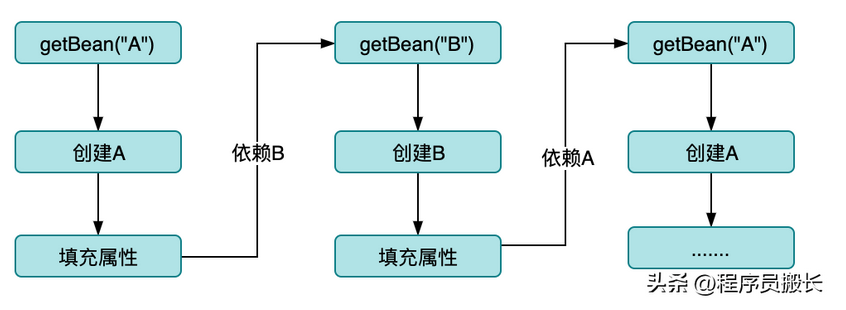 getBean("A")
创建A
填充属性
依赖B
getBean("B")
创建B
填充属性
依赖A
getBean("A")
创建A
.......
头条 @程序员搬长